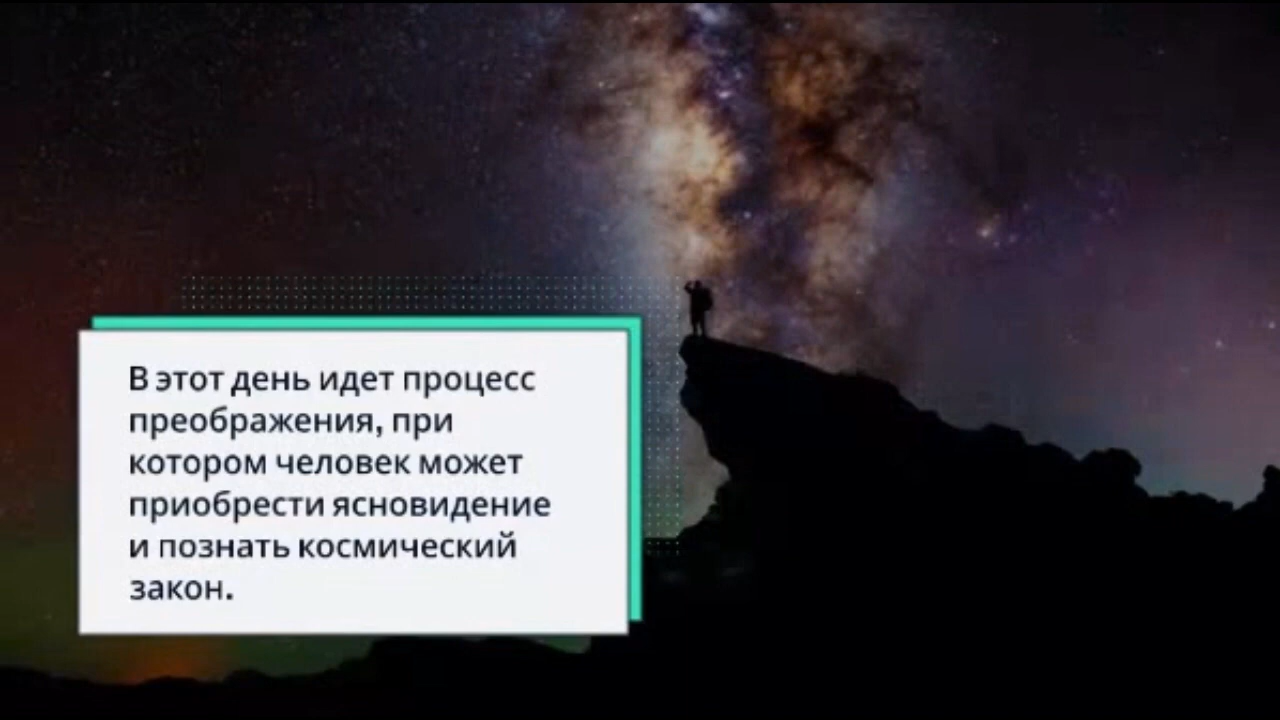 В этот день идет процесс
преображения, при
котором человек может
приобрести ясновидение
и познать космический
закон.